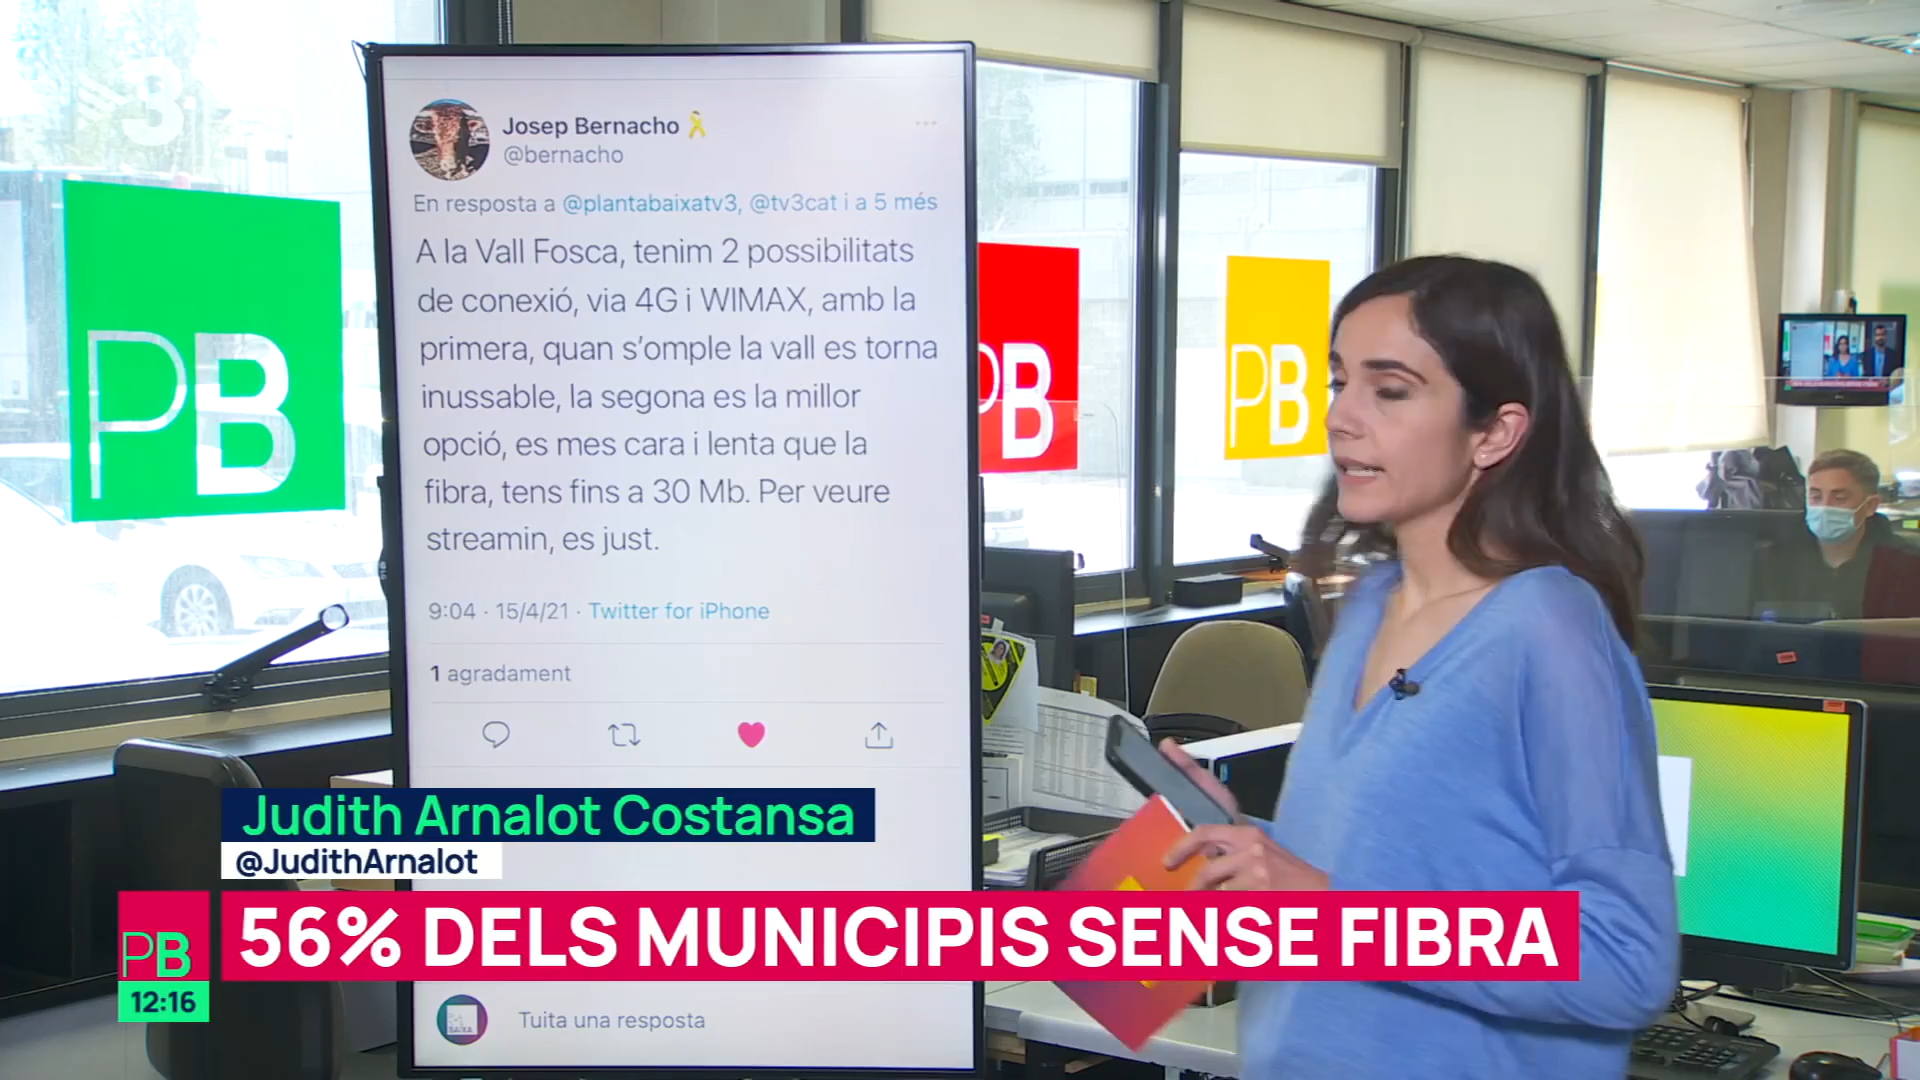 3
PB
Josep Bernacho
@bernacho
En resposta a @plantabaixatv3, @tv3cat i a 5 més
A la Vall Fosca, tenim 2 possibilitats
de conexió, via 4G i WIMAX, amb la
primera, quan s'omple la vall es torna
inussable, la segona es la millor
opció, es mes cara i lenta que la
fibra, tens fins a 30 Mb. Per veure
streamin, es just.
9:04 · 15/4/21 · Twitter for iPhone
1 agradament
PB
PB
Judith Arnalot Costansa
@JudithArnalot
PB
56% DELS MUNICIPIS SENSE FIBRA
12:16
Tuita una resposta